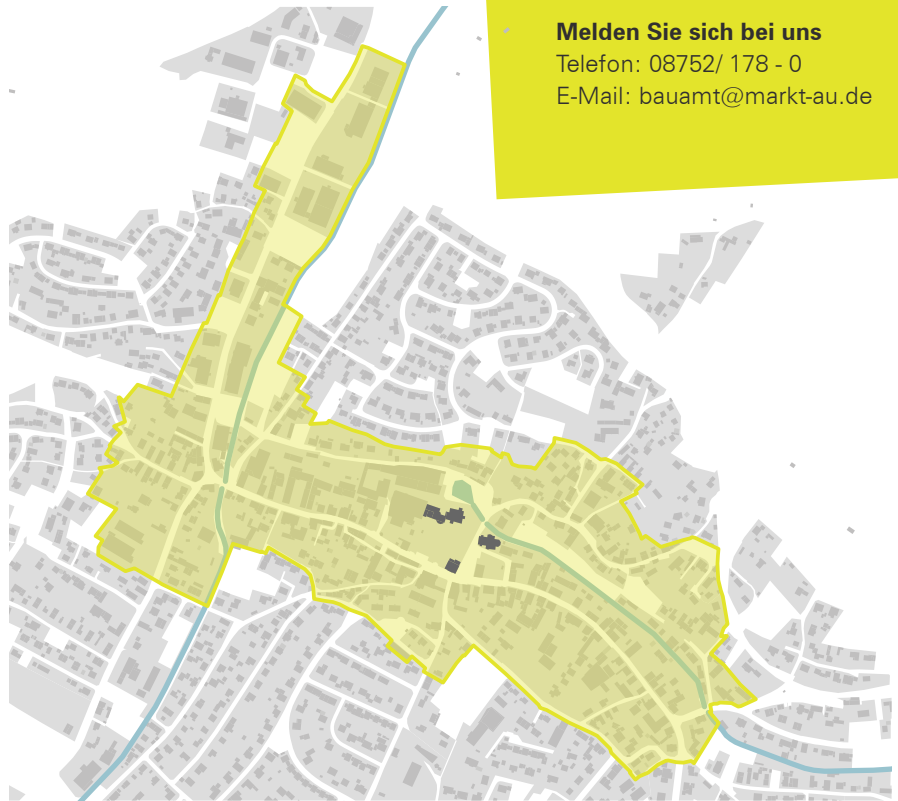 Melden Sie sich bei uns
Telefon: 08752/ 178 - 0
E-Mail: bauamt@markt-au.de